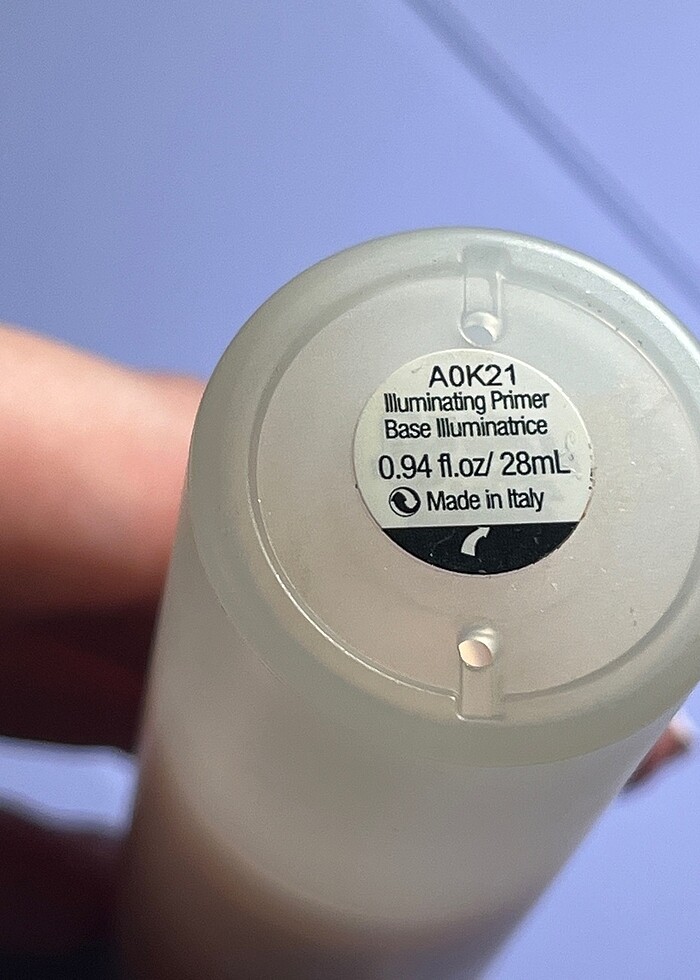 A0K21
Illuminating Primer
Base Illuminatrice
0.94 fl.oz/ 28mL
Made in Italy